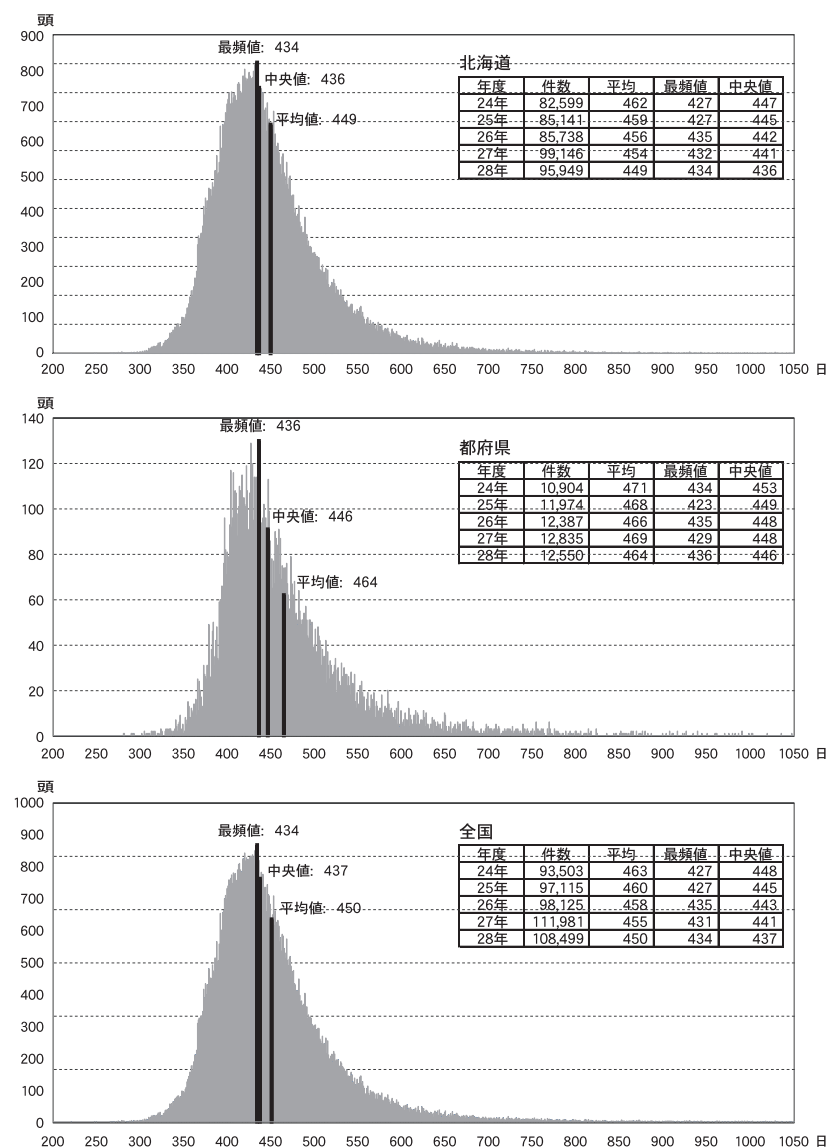 頭
900
最頻値: 434
800
中央値: 436
700
平均値: 449
600
500
400
300
200
100
0
200 250 300 350 400 450 500 550 600 650 700 750 800 850 900 950 1000 1050 日
北海道
年度 件数 平均 最頻値 中央値
24年 82,599 462 427 447
25年 85,141 459 427 445
26年 85,738 456 435 442
27年 99,146 454 432 441
28年 95,949 449 434 436
頭
140
最頻値: 436
120
100
中央値: 446
80
平均値: 464
60
40
20
0
200 250 300 350 400 450 500 550 600 650 700 750 800 850 900 950 1000 1050 日
都府県
年度 件数 平均 最頻値 中央値
24年 10,904 471 434 453
25年 11,974 468 423 449
26年 12,387 466 435 448
27年 12,835 469 429 448
28年 12,550 464 436 446
頭
1000
最頻値: 434
900
中央値: 437
800
平均値: 450
700
600
500
400
300
200
100
0
200 250 300 350 400 450 500 550 600 650 700 750 800 850 900 950 1000 1050 日
全国
年度 件数 平均 最頻値 中央値
24年 93,503 463 427 448
25年 97,115 460 427 445
26年 98,125 458 435 443
27年 111,981 455 431 441
28年 108,499 450 434 437